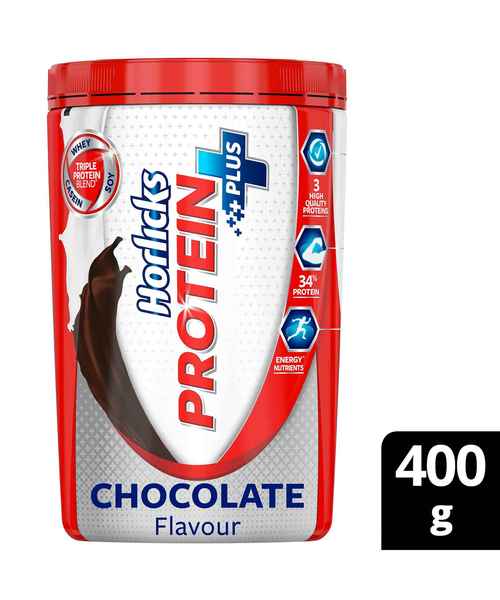 WHEY
TRIPLE
PROTEIN
BLEND^
CASEIN
SOY
Horlicks
PROTEIN
PLUS
3
HIGH
QUALITY
PROTEINS
34%
PROTEIN
ENERGY^
NUTRIENTS
CHOCOLATE
Flavour
400
g